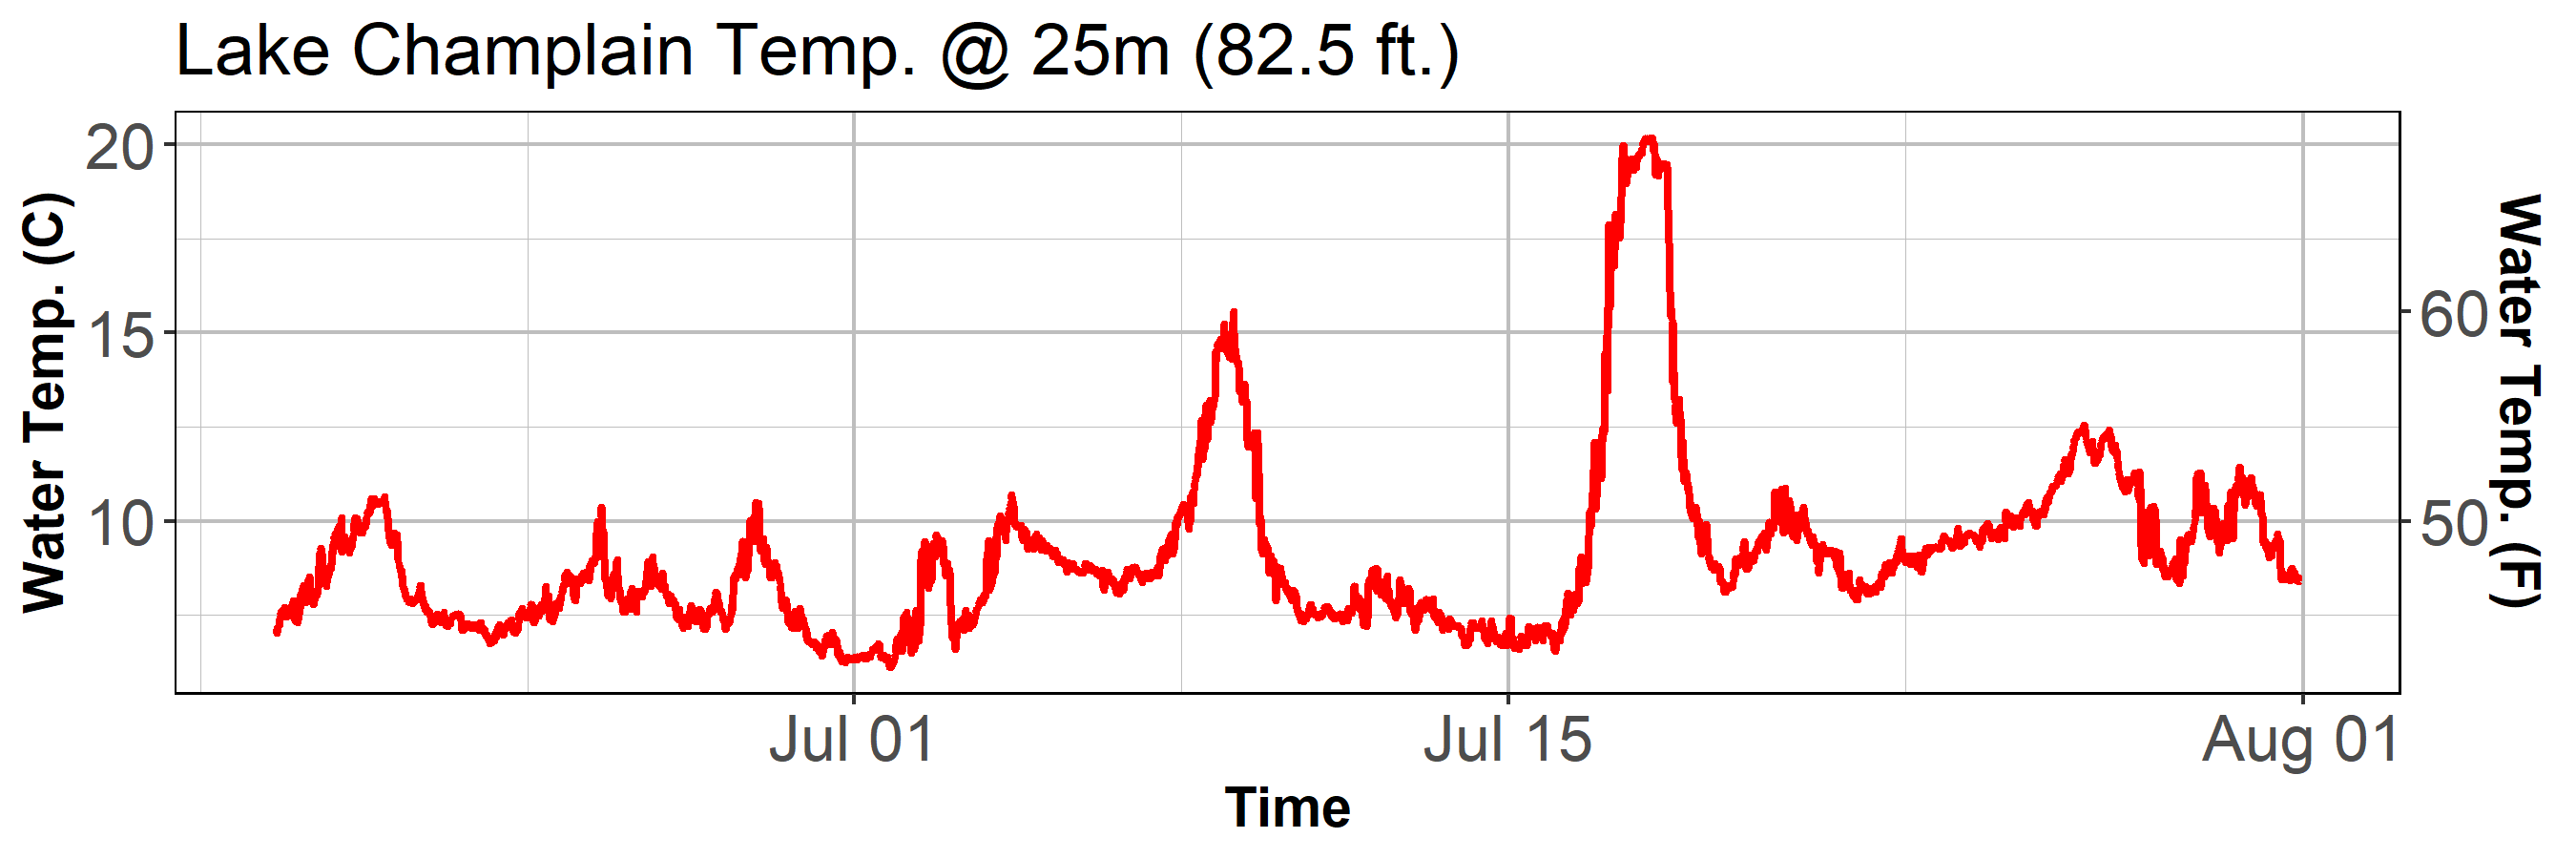 Lake Champlain Temp. @ 25m (82.5 ft.)
Water Temp. (C)
20
15
10
60
50
Water Temp. (F)
Jul 01
Jul 15
Aug 01
Time